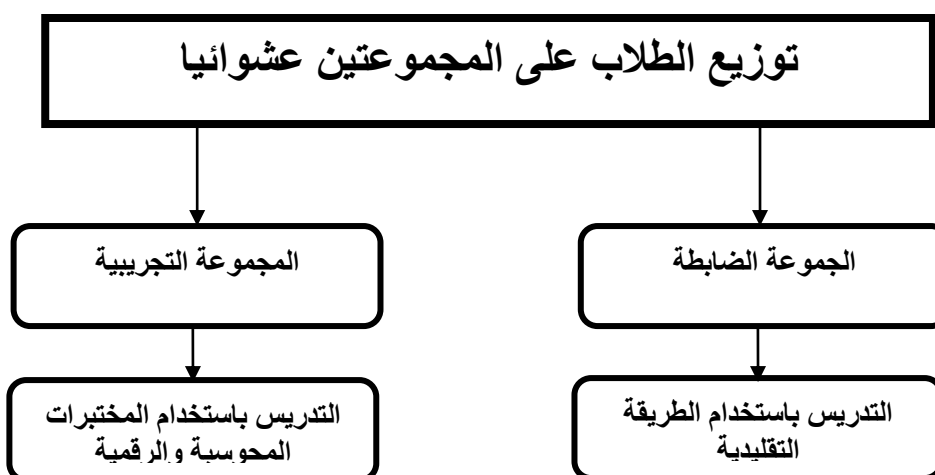 توزيع الطلاب على المجموعتين عشوائيا
الجموعة الضابطة
المجموعة التجريبية
التدريس باستخدام الطريقة
التقليدية
التدريس باستخدام المختبرات
المحوسبة والرقمية